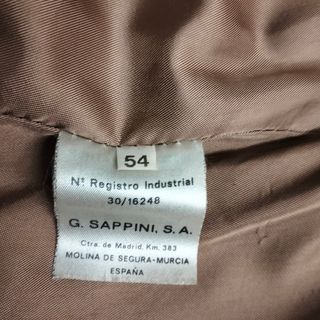 54
Nº Registro Industrial
30/16248
G. SAPPINI, S.A.
Ctra. de Madrid, Km. 383
MOLINA DE SEGURA-MURCIA
ESPAÑA